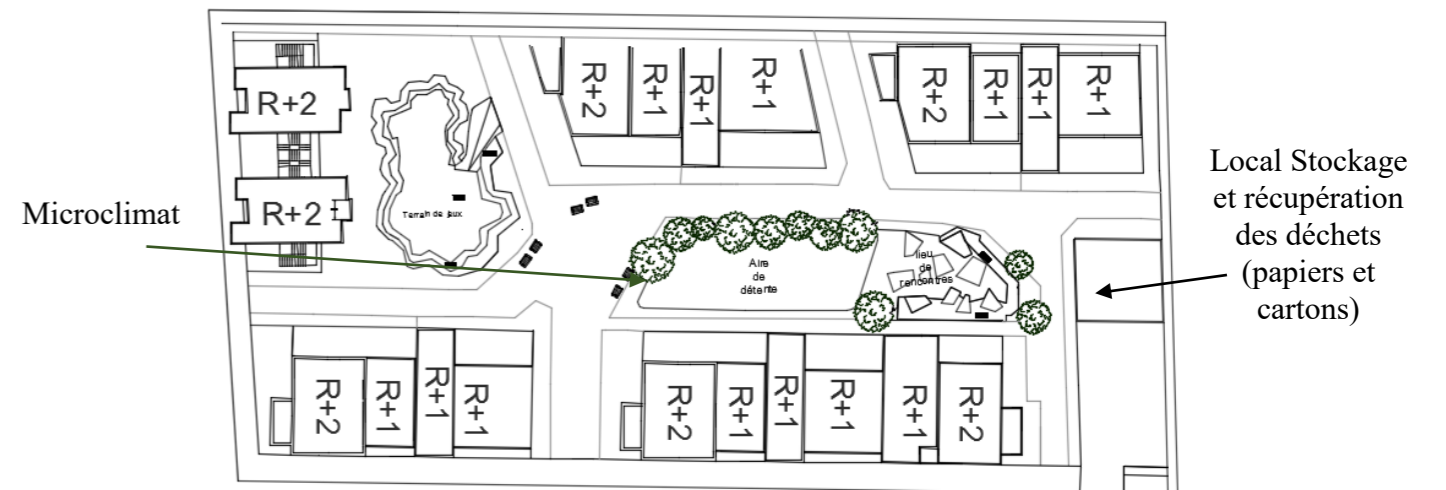 R+2
R+2
R+1
R+1
R+1
R+2
R+1
R+1
R+1
Local Stockage
et récupération
des déchets
(papiers et
cartons)
Microclimat
R+2
Terrain de jeux
Aire
de
détente
lieu
de
rencontres
R+2
R+1
R+1
R+1
R+2
R+1
R+1
R+1
R+1
R+2